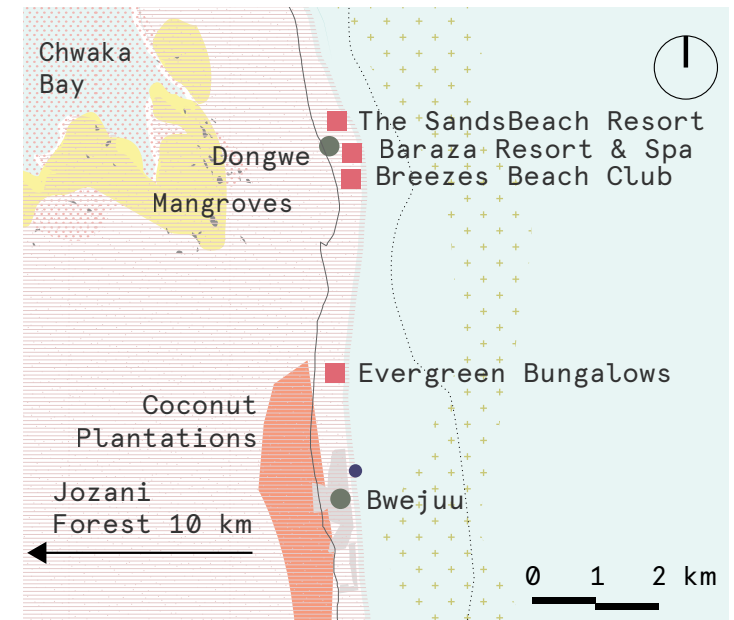 Chwaka
Bay
The SandsBeach Resort
Dongwe
Baraza Resort & Spa
Breezes Beach Club
Mangroves
Evergreen Bungalows
Coconut
Plantations
Jozani
Forest 10 km
Bwejuu
0 1 2 km